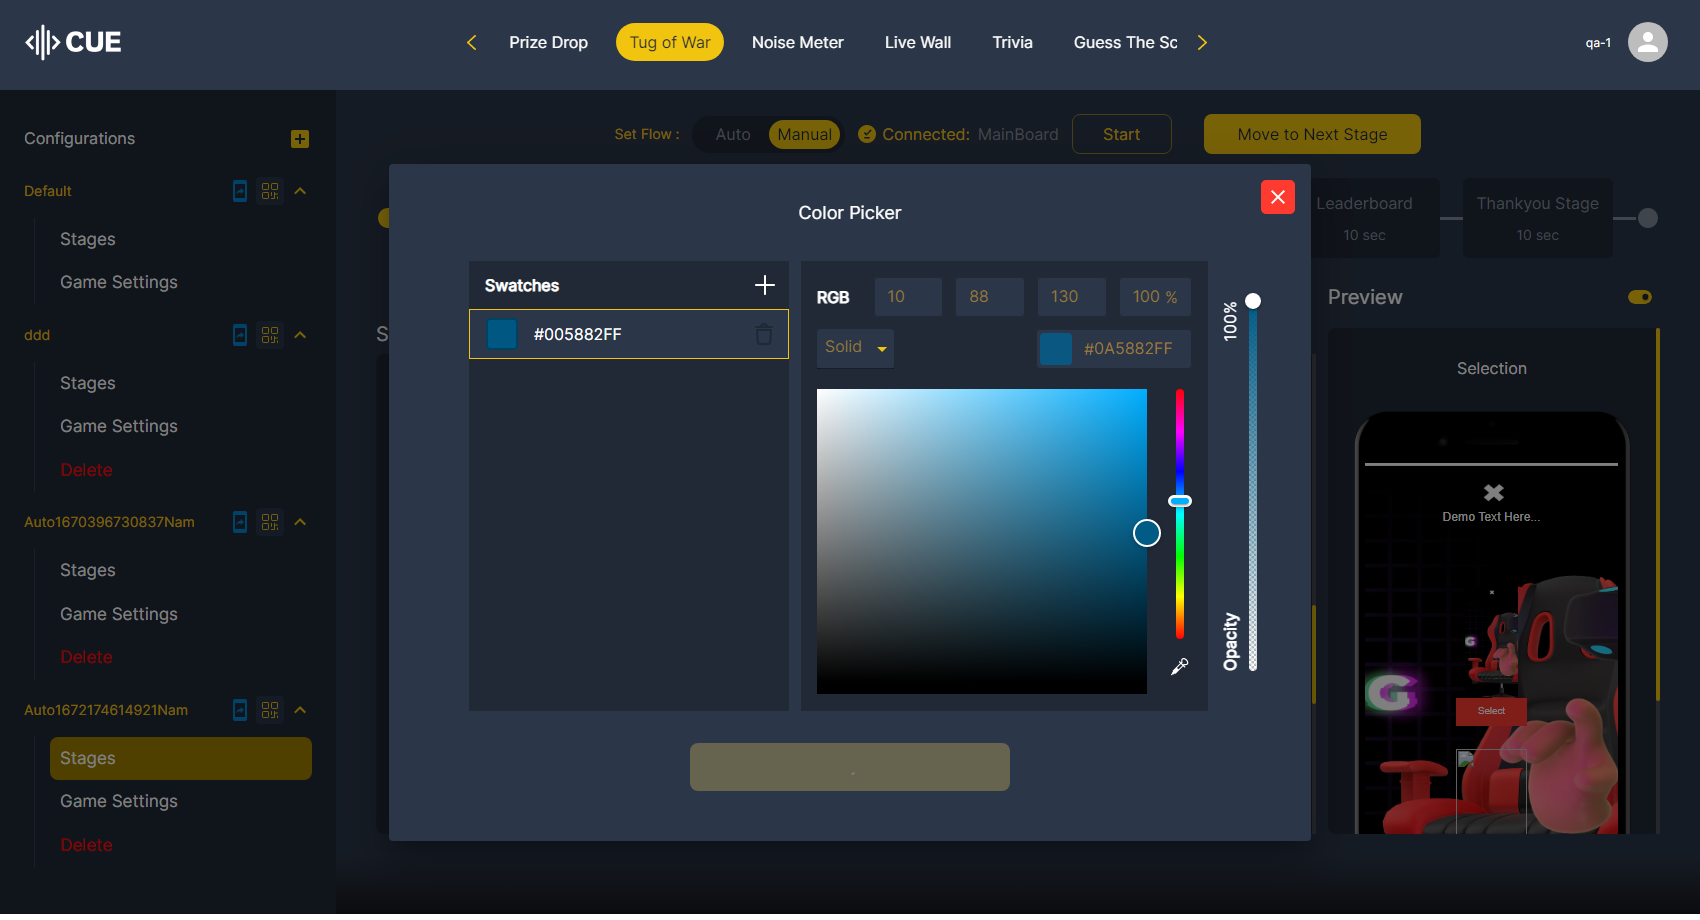 CUE
Prize Drop
Tug of War
Noise Meter
Live Wall
Trivia
Guess The Sc
qa-1
Configurations
Set Flow :
Auto
Manual
Connected: MainBoard
Start
Move to Next Stage
Default
Stages
Game Settings
ddd
Stages
Game Settings
Delete
Auto1670396730837Nam
Stages
Game Settings
Delete
Auto1672174614921Nam
Stages
Game Settings
Delete
S
Color Picker
Swatches
#005882FF
RGB
10
88
130
100 %
Solid
#0A5882FF
100%
Opacity
Leaderboard
10 sec
Thankyou Stage
10 sec
Preview
Selection
Demo Text Here...
G
G
Select